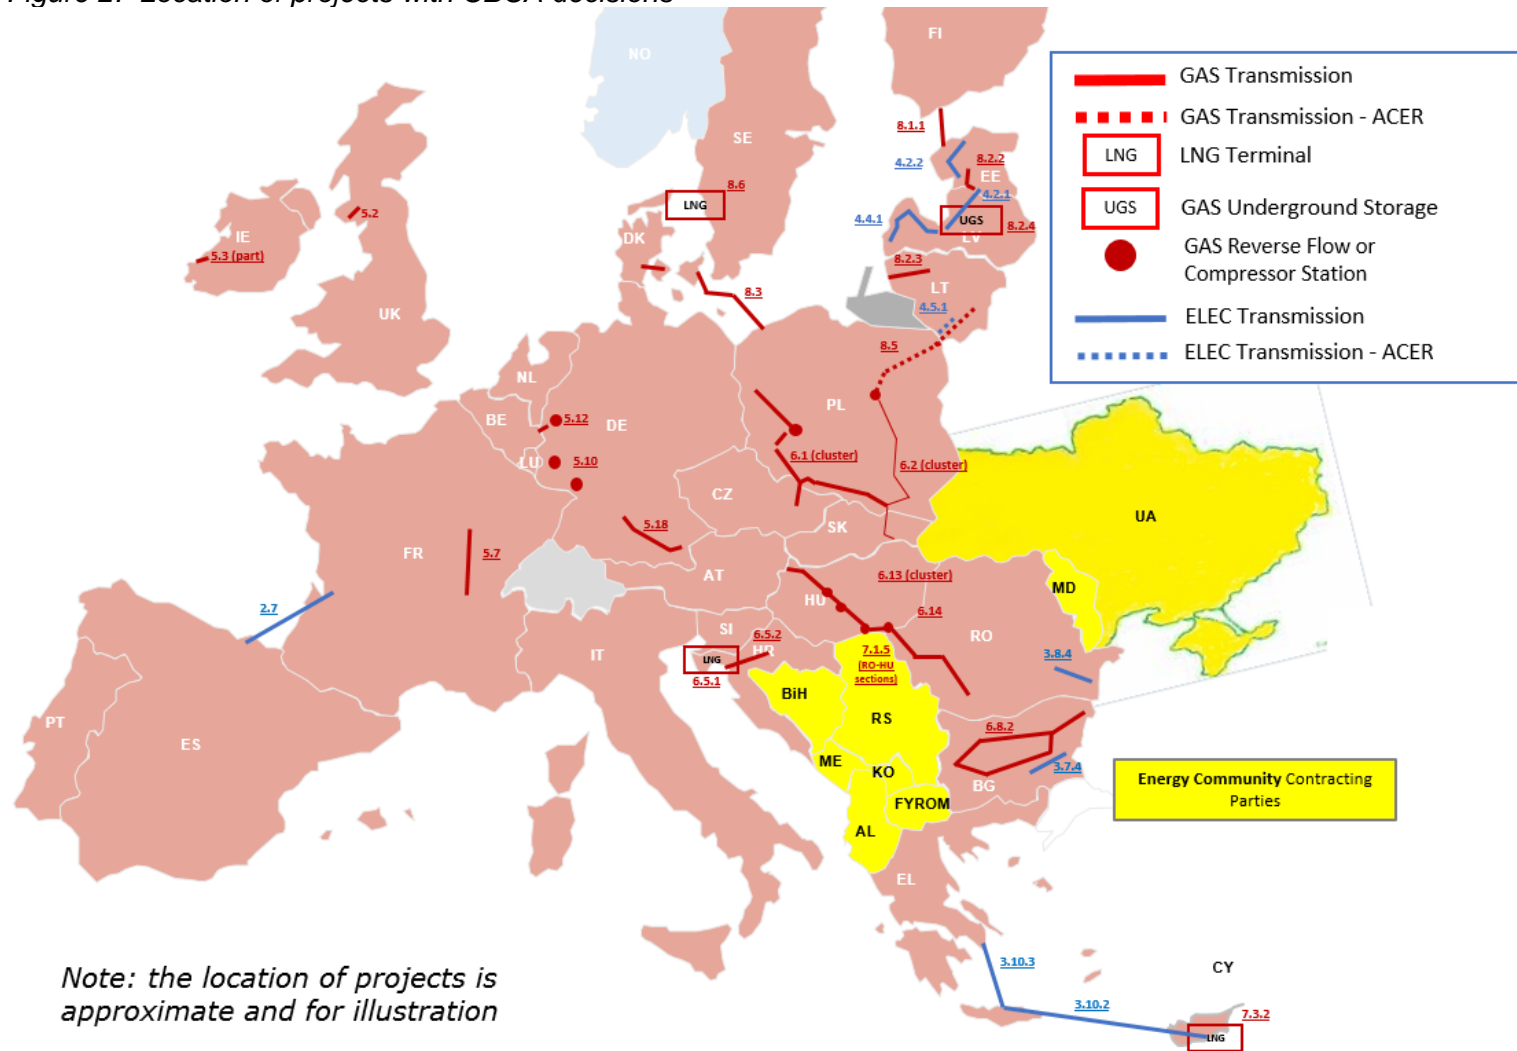 Figure 2: Location of projects with CBCA decisions
NO
FI
SE
GAS Transmission
GAS Transmission - ACER
LNG
LNG Terminal
UGS
GAS Underground Storage
GAS Reverse Flow or
Compressor Station
ELEC Transmission
ELEC Transmission - ACER
8.1.1
4.2.2
8.2.2
EE
4.2.1
8.6
LNG
4.4.1
UGS
8.2.4
LV
5.2
IE
5.3 (part)
DK
8.2.3
LT
8.3
4.5.1
UK
8.5
NL
PL
BE
5.12
DE
LU
5.10
6.1 (cluster)
6.2 (cluster)
CZ
UA
5.18
SK
FR
5.7
AT
6.13 (cluster)
MD
HU
2.7
6.14
SI
6.5.2
RO
IT
LNG
HR
7.1.5
(RO-HU
sections)
3.8.4
6.5.1
BiH
PT
RS
ES
6.8.2
ME
KO
3.7.4
BG
Energy Community Contracting
Parties
FYROM
AL
EL
3.10.3
CY
Note: the location of projects is
approximate and for illustration
3.10.2
7.3.2
LNG